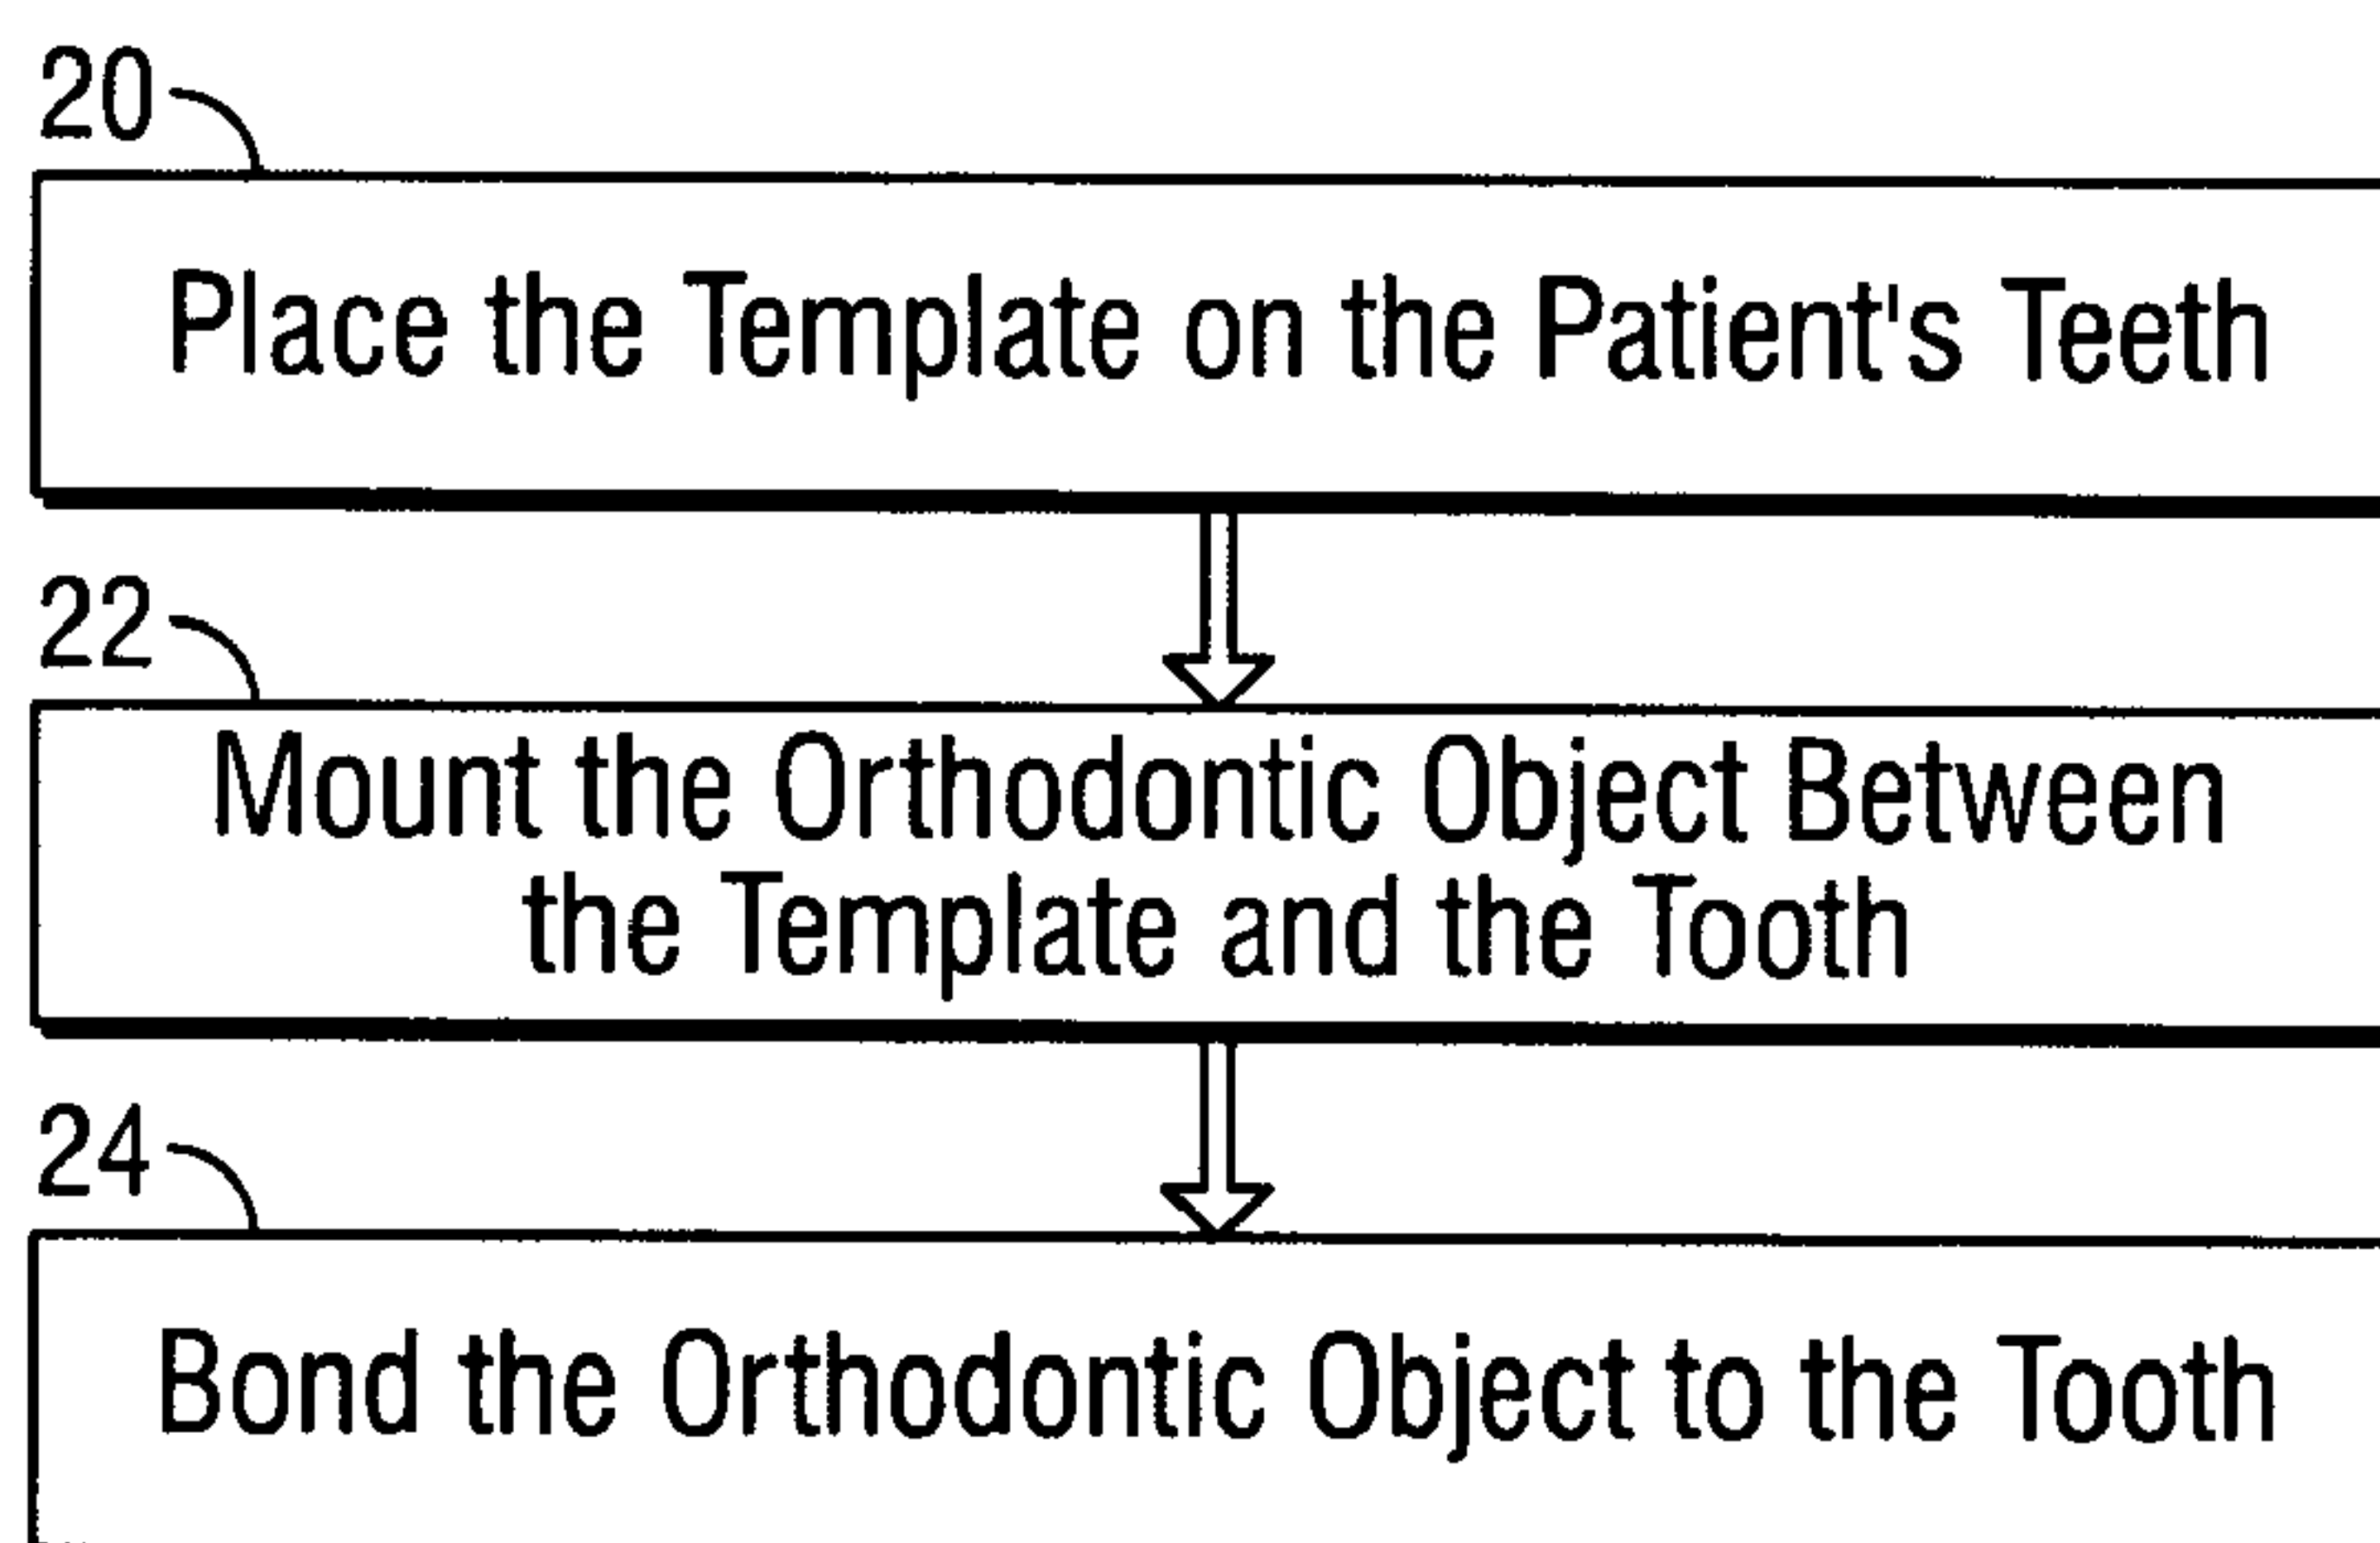 20
Place the Template on the Patient's Teeth
22
Mount the Orthodontic Object Between
the Template and the Tooth
24
Bond the Orthodontic Object to the Tooth